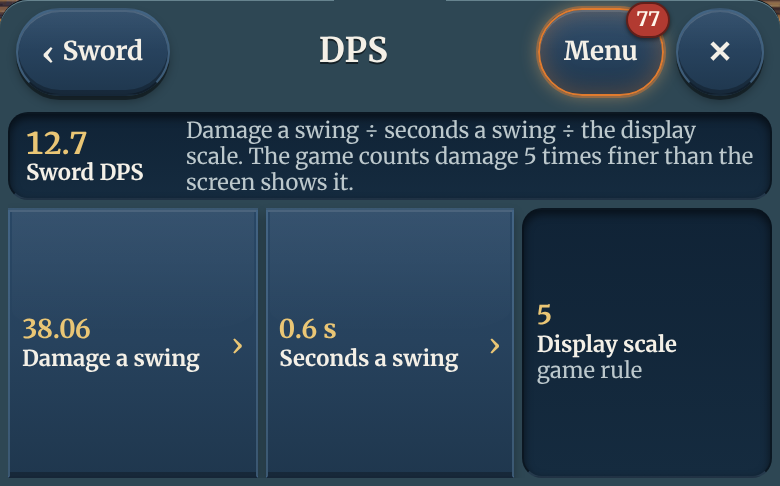 ‹ Sword
DPS
Menu
77
×
12.7
Sword DPS
Damage a swing ÷ seconds a swing ÷ the display
scale. The game counts damage 5 times finer than the
screen shows it.
38.06
Damage a swing
›
0.6 s
Seconds a swing
›
5
Display scale
game rule